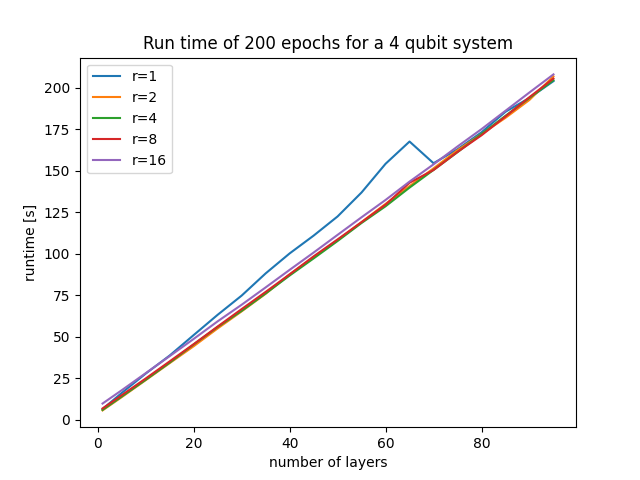 Run time of 200 epochs for a 4 qubit system
r=1
r=2
r=4
r=8
r=16
runtime [s]
200
175
150
125
100
75
50
25
0
0 20 40 60 80
number of layers